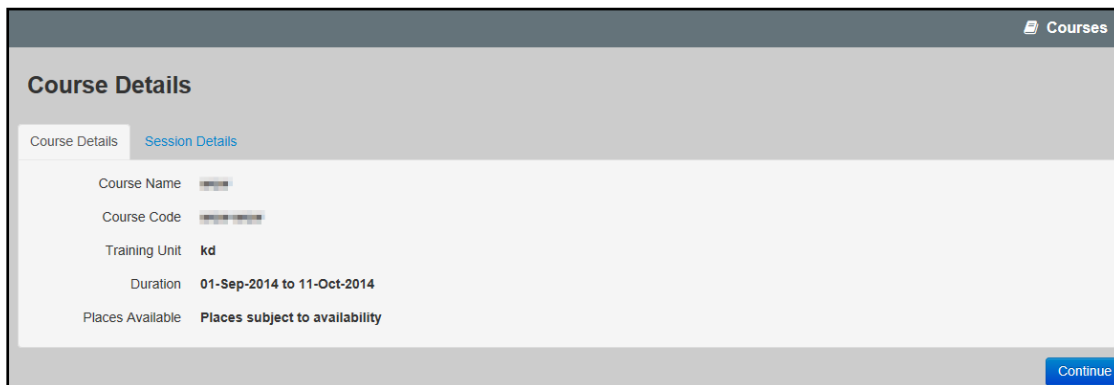 Courses
Course Details
Course Details Session Details
Course Name
Course Code
Training Unit kd
Duration 01-Sep-2014 to 11-Oct-2014
Places Available Places subject to availability
Continue